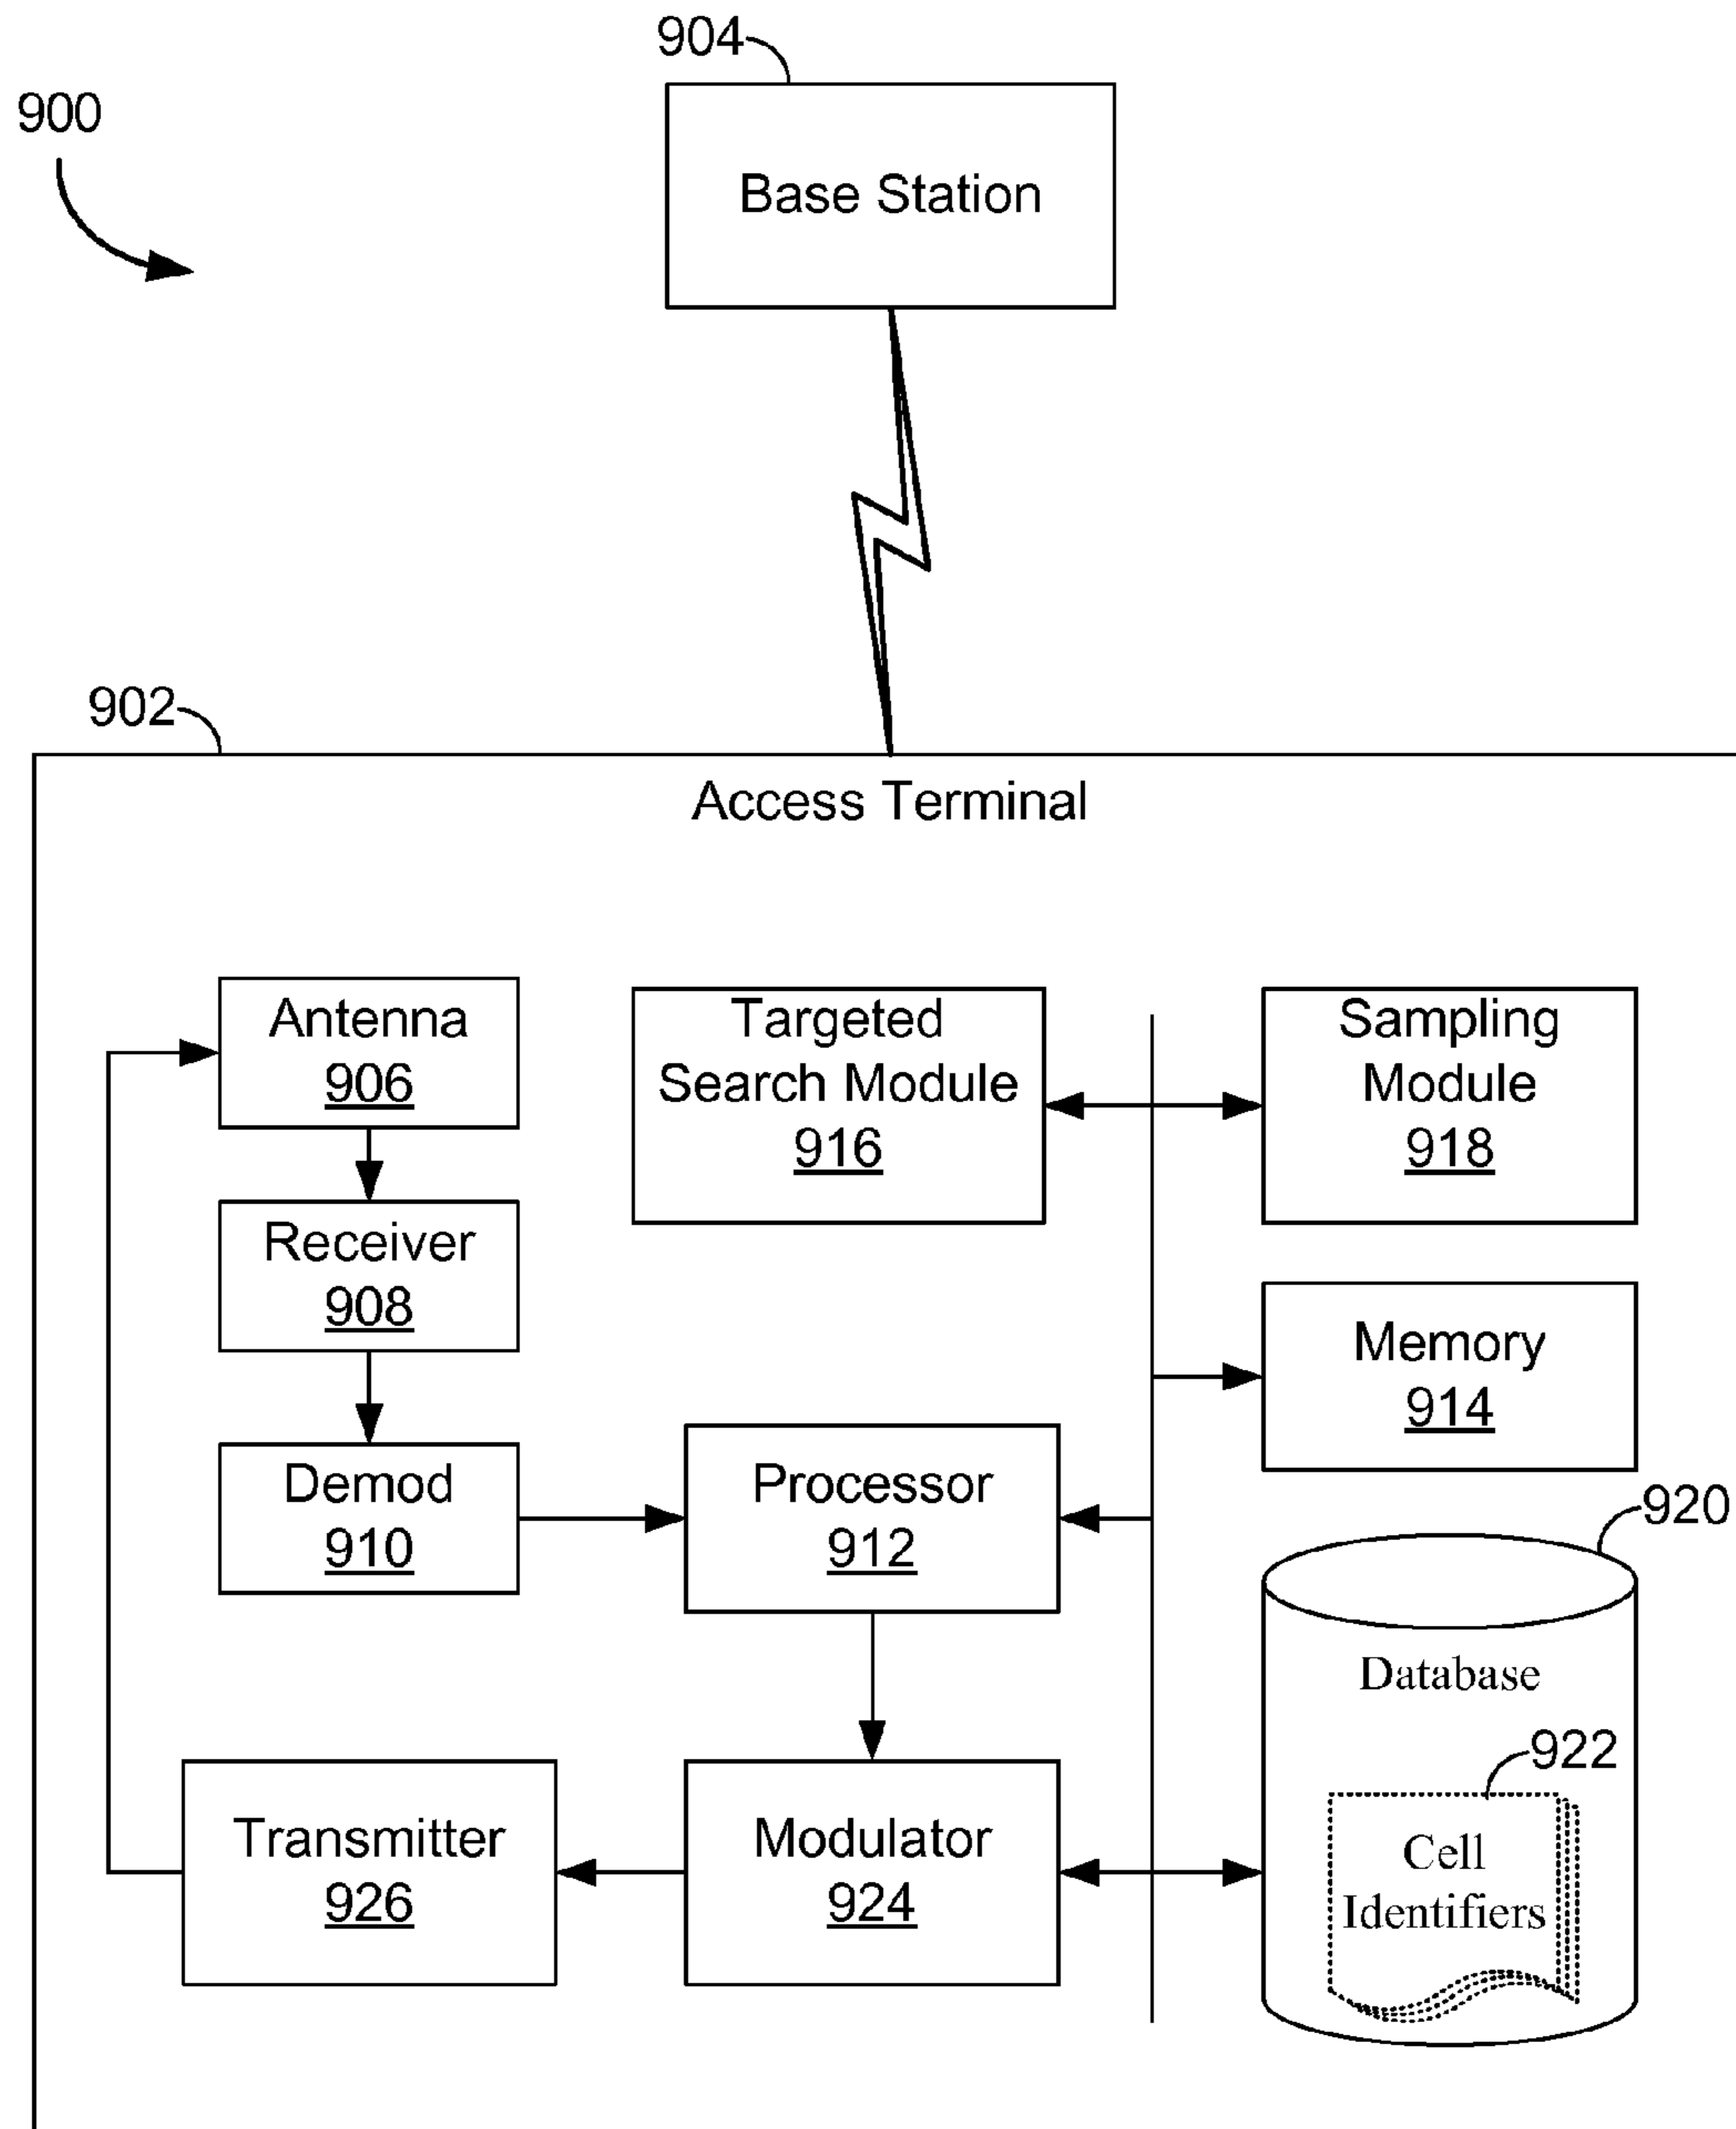 904
900
Base Station
902
Access Terminal
Antenna
906
Targeted
Search Module
916
Sampling
Module
918
Receiver
908
Memory
914
Demod
910
Processor
912
920
Database
922
Cell
Identifiers
Transmitter
926
Modulator
924